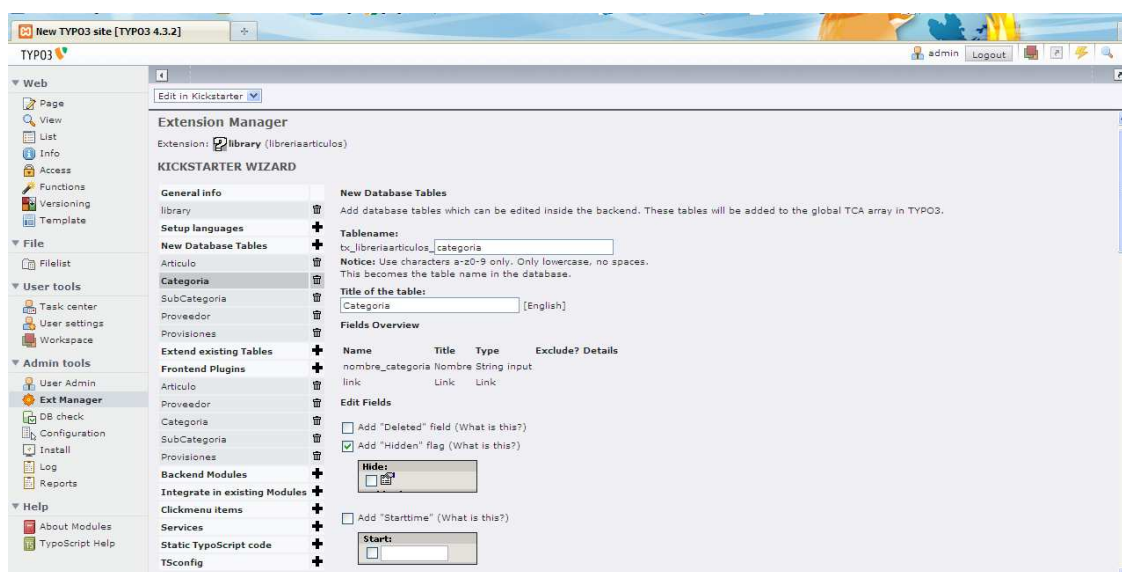 New TYPO3 site [TYPO3 4.3.2]
TYPO3
admin Logout
Web
Page
View
List
Info
Access
Functions
Versioning
Template
File
Filelist
User tools
Task center
User settings
Workspace
Admin tools
User Admin
Ext Manager
DB check
Configuration
Install
Log
Reports
Help
About Modules
TypoScript Help
Edit in Kickstarter
Extension Manager
Extension: library (libreriaarticulos)
KICKSTARTER WIZARD
General info
library
Setup languages
New Database Tables
Articulo
Categoria
SubCategoria
Proveedor
Provisiones
Extend existing Tables
Frontend Plugins
Articulo
Proveedor
Categoria
SubCategoria
Provisiones
Backend Modules
Integrate in existing Modules
Clickmenu items
Services
Static TypoScript code
TSconfig
New Database Tables
Add database tables which can be edited inside the backend. These tables will be added to the global TCA array in TYPO3.
Tablename:
tx_libreriaarticulos_ categoria
Notice: Use characters a-z0-9 only. Only lowercase, no spaces.
This becomes the table name in the database.
Title of the table:
Categoria [English]
Fields Overview
Name Title Type Exclude? Details
nombre_categoria Nombre String input
link Link Link
Edit Fields
Add "Deleted" field (What is this?)
Add "Hidden" flag (What is this?)
Hide:
Add "Starttime" (What is this?)
Start: